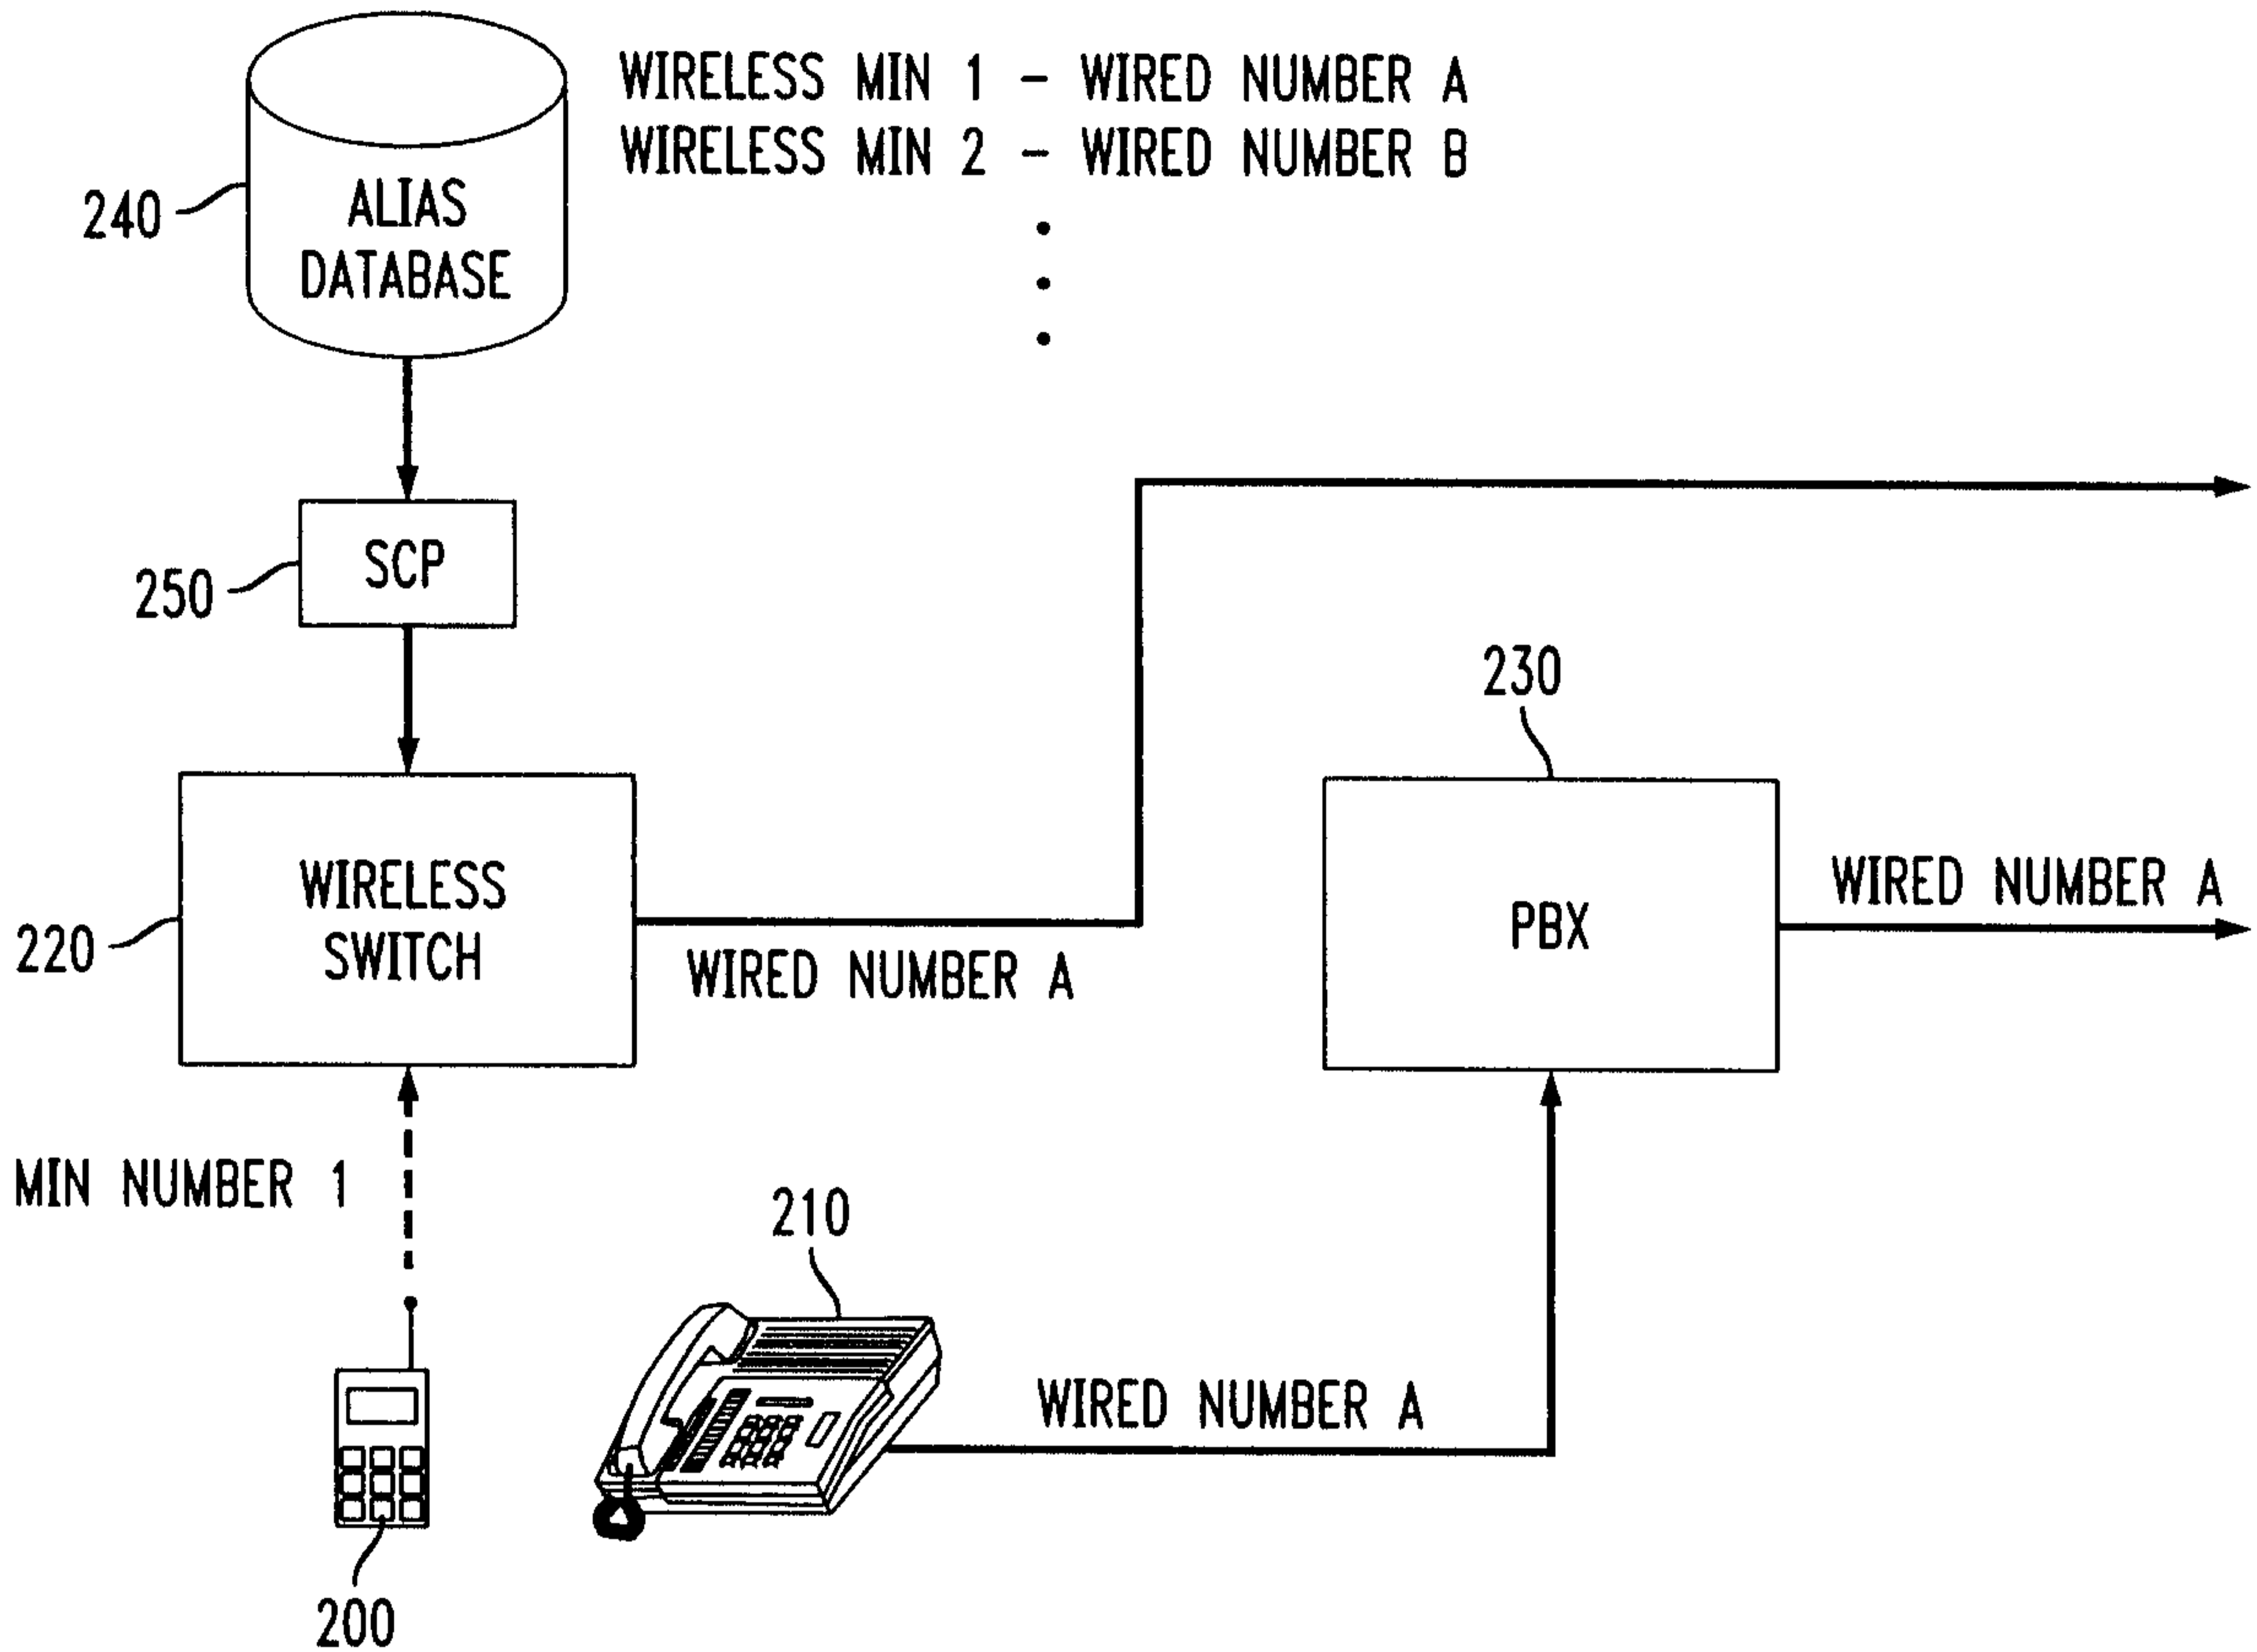 WIRELESS MIN 1 - WIRED NUMBER A
WIRELESS MIN 2 - WIRED NUMBER B
240
ALIAS
DATABASE
250
SCP
230
220
WIRELESS
SWITCH
WIRED NUMBER A
PBX
WIRED NUMBER A
MIN NUMBER 1
210
WIRED NUMBER A
200